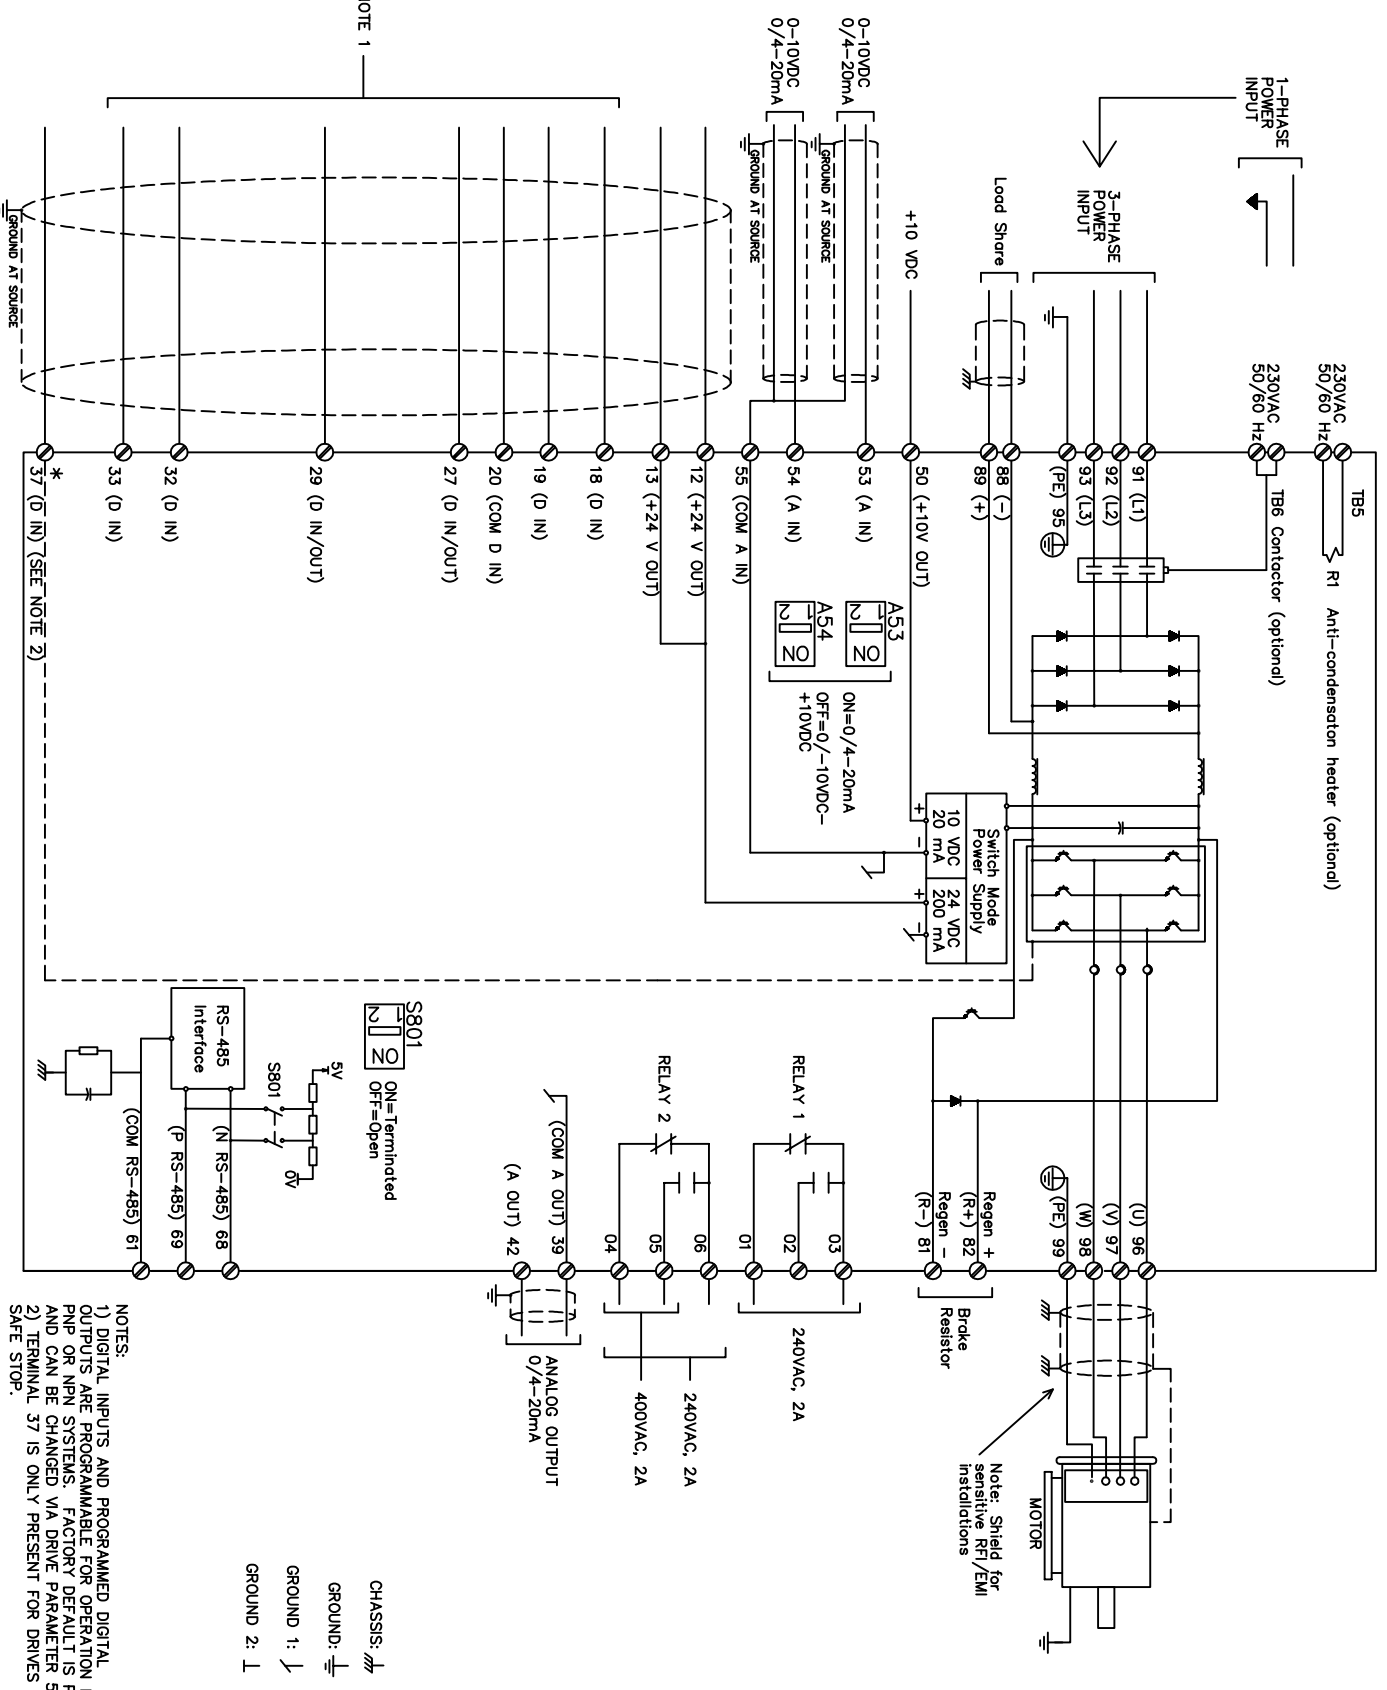 1-PHASE
POWER
INPUT
3-PHASE
POWER
INPUT
230VAC
50/60 Hz
230VAC
50/60 Hz
TB5
R1 Anti-condensaton heater (optional)
TB6 Contactor (optional)
91 (L1)
92 (L2)
93 (L3)
(PE) 95
Load Share
88 (-)
89 (+)
+10 VDC
50 (+10V OUT)
0-10VDC
0/4-20mA
GROUND AT SOURCE
53 (A IN)
0-10VDC
0/4-20mA
GROUND AT SOURCE
54 (A IN)
55 (COM A IN)
12 (+24 V OUT)
13 (+24 V OUT)
18 (D IN)
19 (D IN)
20 (COM D IN)
27 (D IN/OUT)
29 (D IN/OUT)
32 (D IN)
33 (D IN)
*
37 (D IN) (SEE NOTE 2)
GROUND AT SOURCE
OTE 1
A53
1 2
ON
A54
1 2
ON
ON=0/4-20mA
OFF=0/-10VDC-
+10VDC
Switch Mode
Power Supply
10 VDC
20 mA
24 VDC
200 mA
+ - + -
(U) 96
(V) 97
(W) 98
(PE) 99
Regen +
(R+) 82
Regen -
(R-) 81
Brake
Resistor
MOTOR
Note: Shield for
sensitive RFI/EMI
installations
RELAY 1
03
02
01
240VAC, 2A
RELAY 2
06
05
04
240VAC, 2A
400VAC, 2A
(COM A OUT) 39
(A OUT) 42
ANALOG OUTPUT
0/4-20mA
S801
1 2
ON
ON=Terminated
OFF=Open
5V
S801
0V
RS-485
Interface
(N RS-485) 68
(P RS-485) 69
(COM RS-485) 61
CHASSIS:
GROUND:
GROUND 1:
GROUND 2:
NOTES:
1) DIGITAL INPUTS AND PROGRAMMED DIGITAL
OUTPUTS ARE PROGRAMMABLE FOR OPERATION
PNP OR NPN SYSTEMS. FACTORY DEFAULT IS
AND CAN BE CHANGED VIA DRIVE PARAMETER 5
2) TERMINAL 37 IS ONLY PRESENT FOR DRIVES
SAFE STOP.